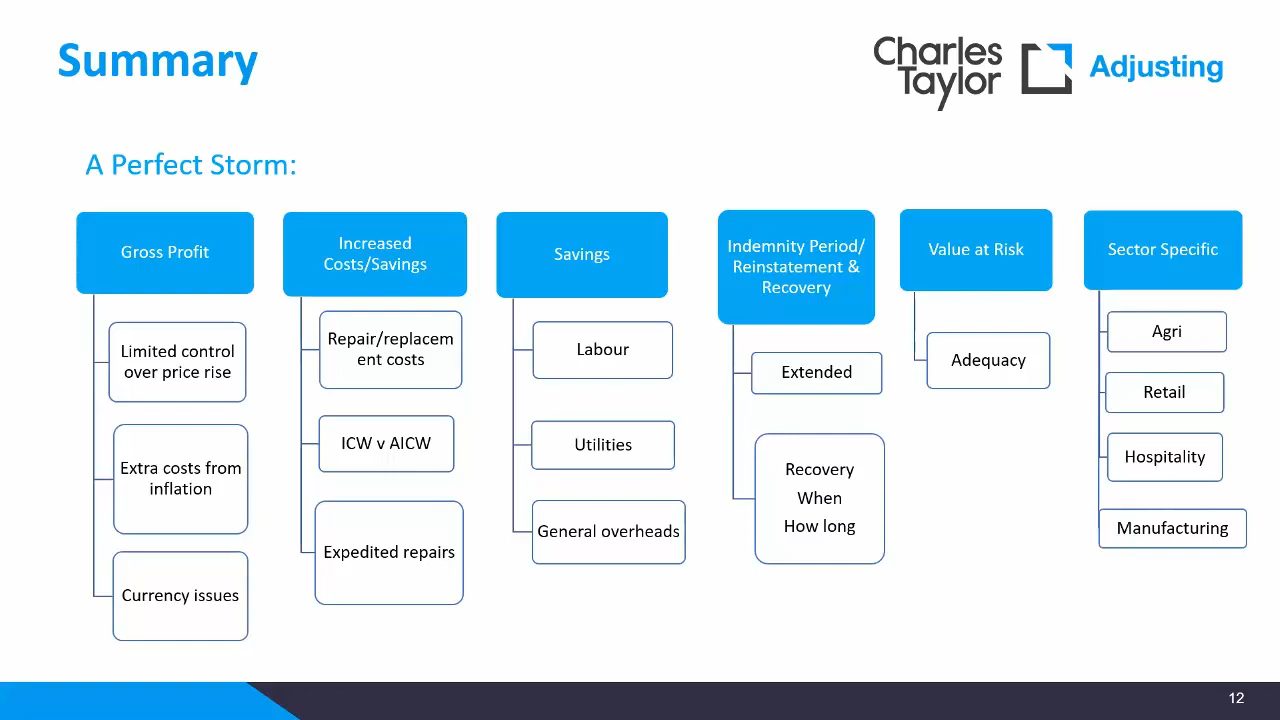 Summary
Charles
Taylor
Adjusting
A Perfect Storm:
Gross Profit
Limited control
over price rise
Extra costs from
inflation
Currency issues
Increased
Costs/Savings
Repair/replacem
ent costs
ICW v AICW
Expedited repairs
Savings
Labour
Utilities
General overheads
Indemnity Period/
Reinstatement &
Recovery
Extended
Recovery
When
How long
Value at Risk
Adequacy
Sector Specific
Agri
Retail
Hospitality
Manufacturing
12